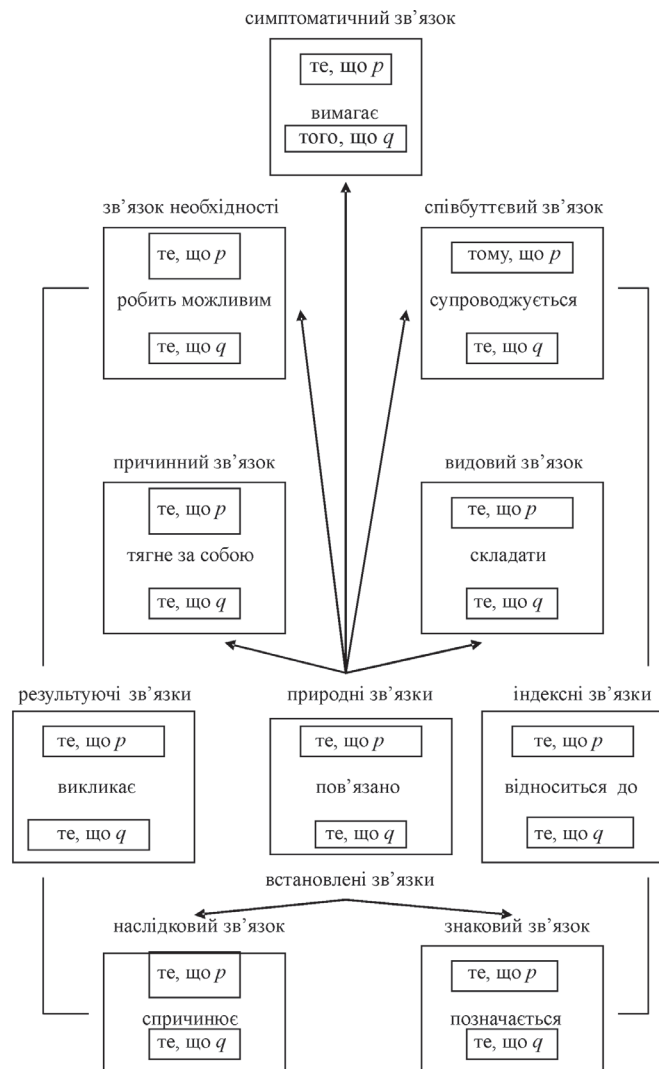 симптоматичний зв’язок
те, що p
вимагає
того, що q
зв’язок необхідності
те, що p
робить можливим
те, що q
співбуттєвий зв’язок
тому, що p
супроводжується
те, що q
причинний зв’язок
те, що p
тягне за собою
те, що q
видовий зв’язок
те, що p
складати
те, що q
результуючі зв’язки
те, що p
викликає
те, що q
природні зв’язки
те, що p
пов’язано
те, що q
індексні зв’язки
те, що p
відноситься до
те, що q
встановлені зв’язки
наслідковий зв’язок
те, що p
спричинює
те, що q
знаковий зв’язок
те, що p
позначається
те, що q